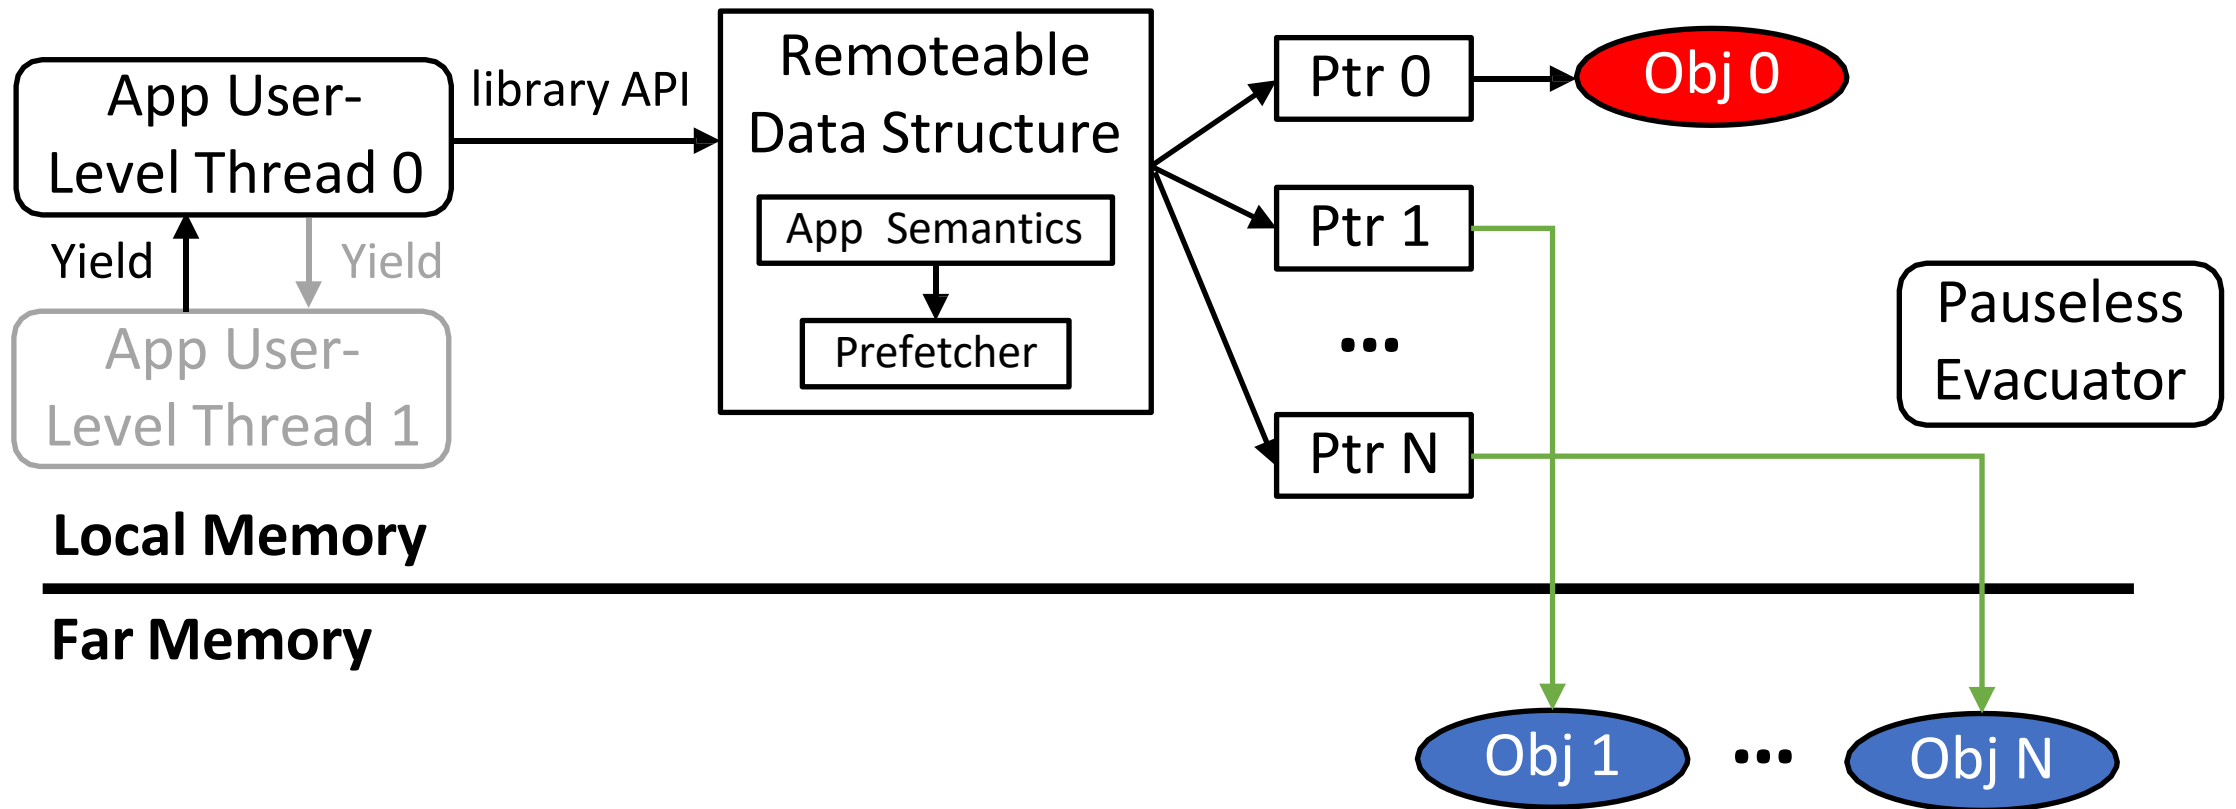 App User-
Level Thread 0
library API
Remoteable
Data Structure
App Semantics
Prefetcher
Ptr 0
Obj 0
Ptr 1
...
Ptr N
Yield
Yield
App User-
Level Thread 1
Pauseless
Evacuator
Local Memory
Far Memory
Obj 1
...
Obj N